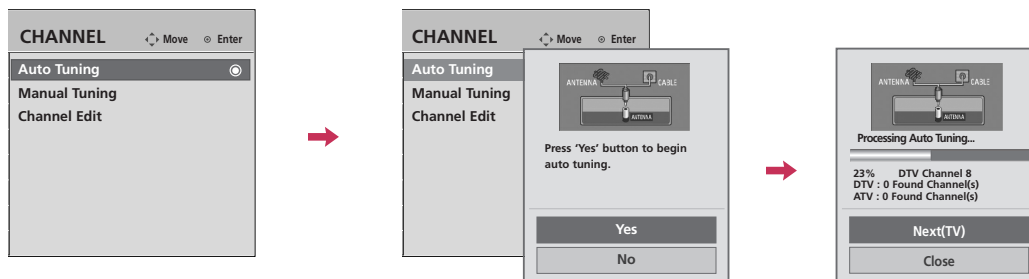 CHANNEL Move Enter
Auto Tuning
Manual Tuning
Channel Edit
CHANNEL Move Enter
Auto Tuning
Manual Tuning
Channel Edit
ANTENNA CABLE
ANTENNA
Press ‘Yes’ button to begin
auto tuning.
Yes
No
ANTENNA CABLE
ANTENNA
Processing Auto Tuning...
23% DTV Channel 8
DTV : 0 Found Channel(s)
ATV : 0 Found Channel(s)
Next(TV)
Close